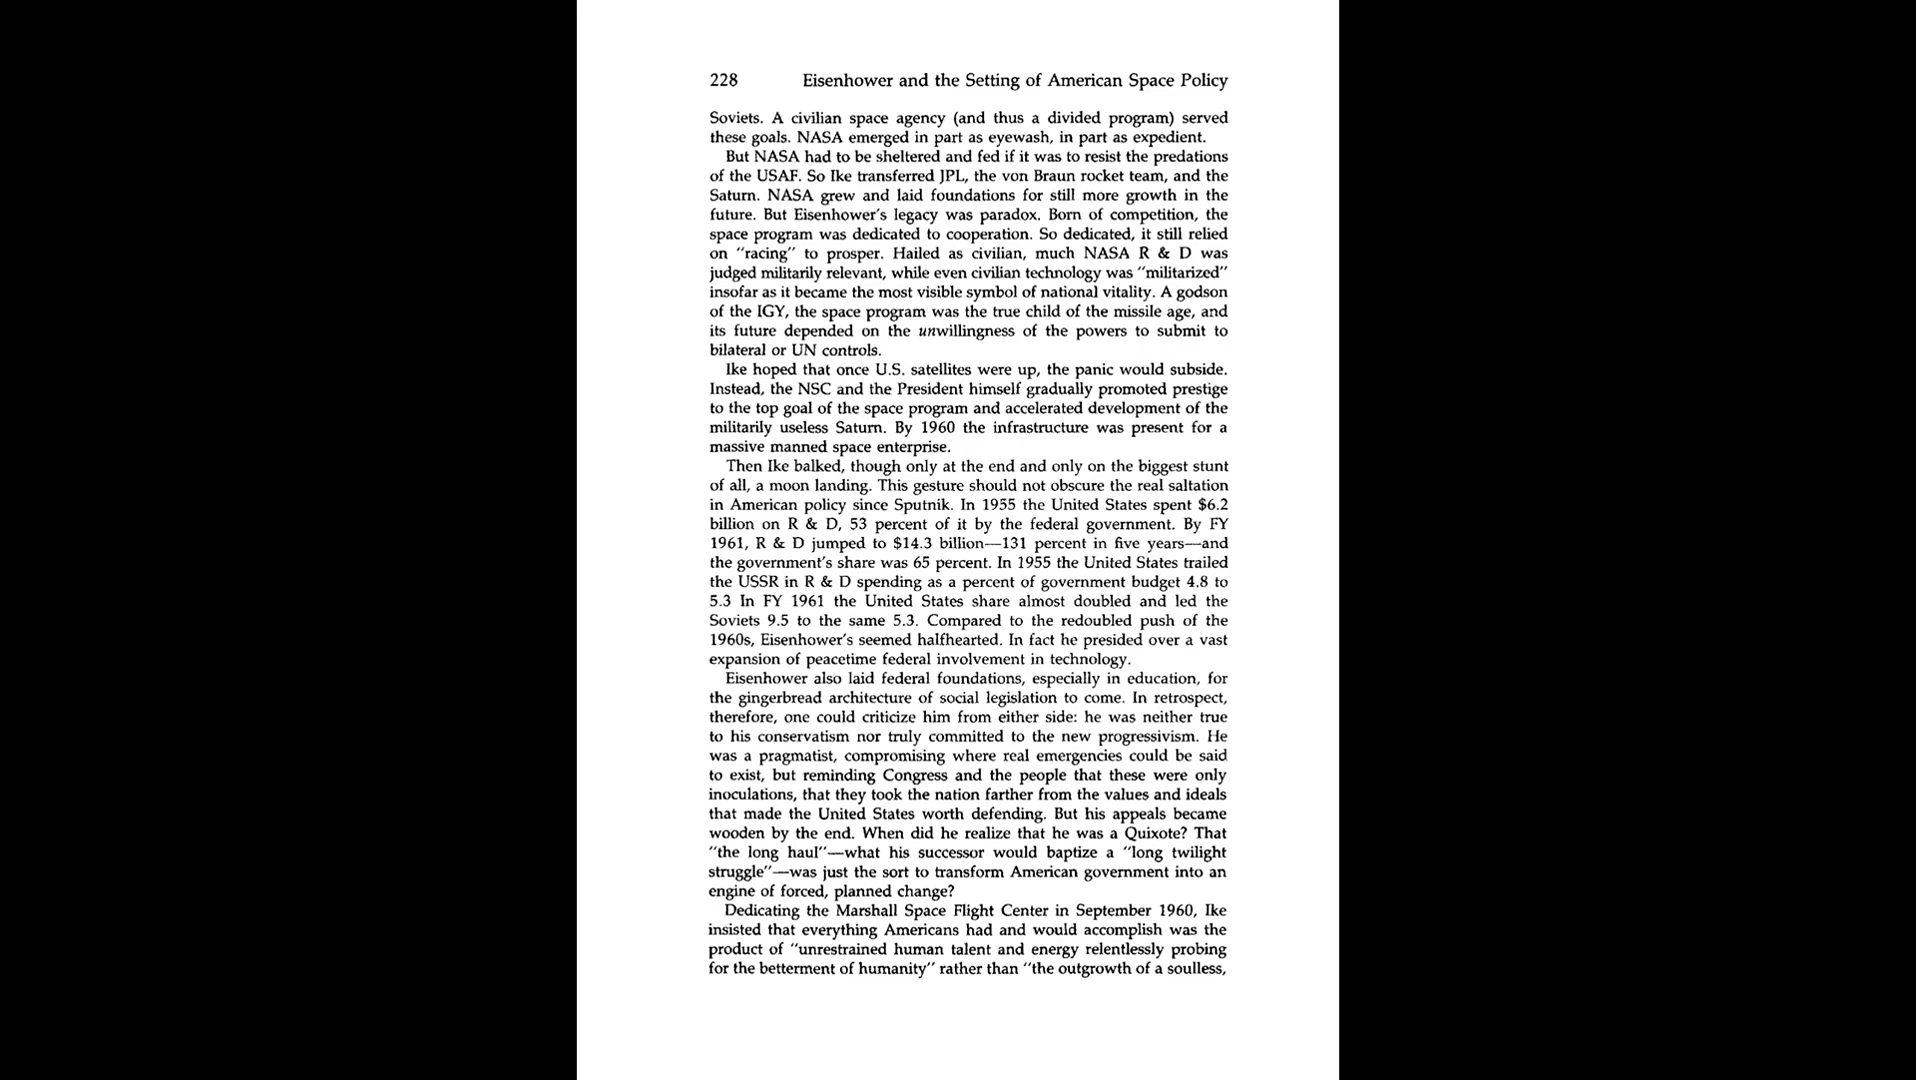 228 Eisenhower and the Setting of American Space Policy
Soviets. A civilian space agency (and thus a divided program) served
these goals. NASA emerged in part as eyewash, in part as expedient.
But NASA had to be sheltered and fed if it was to resist the predations
of the USAF. So Ike transferred JPL, the von Braun rocket team, and the
Saturn. NASA grew and laid foundations for still more growth in the
future. But Eisenhower's legacy was paradox. Born of competition, the
space program was dedicated to cooperation. So dedicated, it still relied
on "racing" to prosper. Hailed as civilian, much NASA R & D was
judged militarily relevant, while even civilian technology was "militarized"
insofar as it became the most visible symbol of national vitality. A godson
of the IGY, the space program was the true child of the missile age, and
its future depended on the unwillingness of the powers to submit to
bilateral or UN controls.
Ike hoped that once U.S. satellites were up, the panic would subside.
Instead, the NSC and the President himself gradually promoted prestige
to the top goal of the space program and accelerated development of the
militarily useless Saturn. By 1960 the infrastructure was present for a
massive manned space enterprise.
Then Ike balked, though only at the end and only on the biggest stunt
of all, a moon landing. This gesture should not obscure the real saltation
in American policy since Sputnik. In 1955 the United States spent $6.2
billion on R & D, 53 percent of it by the federal government. By FY
1961, R & D jumped to $14.3 billion—131 percent in five years—and
the government's share was 65 percent. In 1955 the United States trailed
the USSR in R & D spending as a percent of government budget 4.8 to
5.3 In FY 1961 the United States share almost doubled and led the
Soviets 9.5 to the same 5.3. Compared to the redoubled push of the
1960s, Eisenhower's seemed halfhearted. In fact he presided over a vast
expansion of peacetime federal involvement in technology.
Eisenhower also laid federal foundations, especially in education, for
the gingerbread architecture of social legislation to come. In retrospect,
therefore, one could criticize him from either side: he was neither true
to his conservatism nor truly committed to the new progressivism. He
was a pragmatist, compromising where real emergencies could be said
to exist, but reminding Congress and the people that these were only
inoculations, that they took the nation farther from the values and ideals
that made the United States worth defending. But his appeals became
wooden by the end. When did he realize that he was a Quixote? That
"the long haul"—what his successor would baptize a "long twilight
struggle"—was just the sort to transform American government into an
engine of forced, planned change?
Dedicating the Marshall Space Flight Center in September 1960, Ike
insisted that everything Americans had and would accomplish was the
product of "unrestrained human talent and energy relentlessly probing
for the betterment of humanity" rather than "the outgrowth of a soulless,